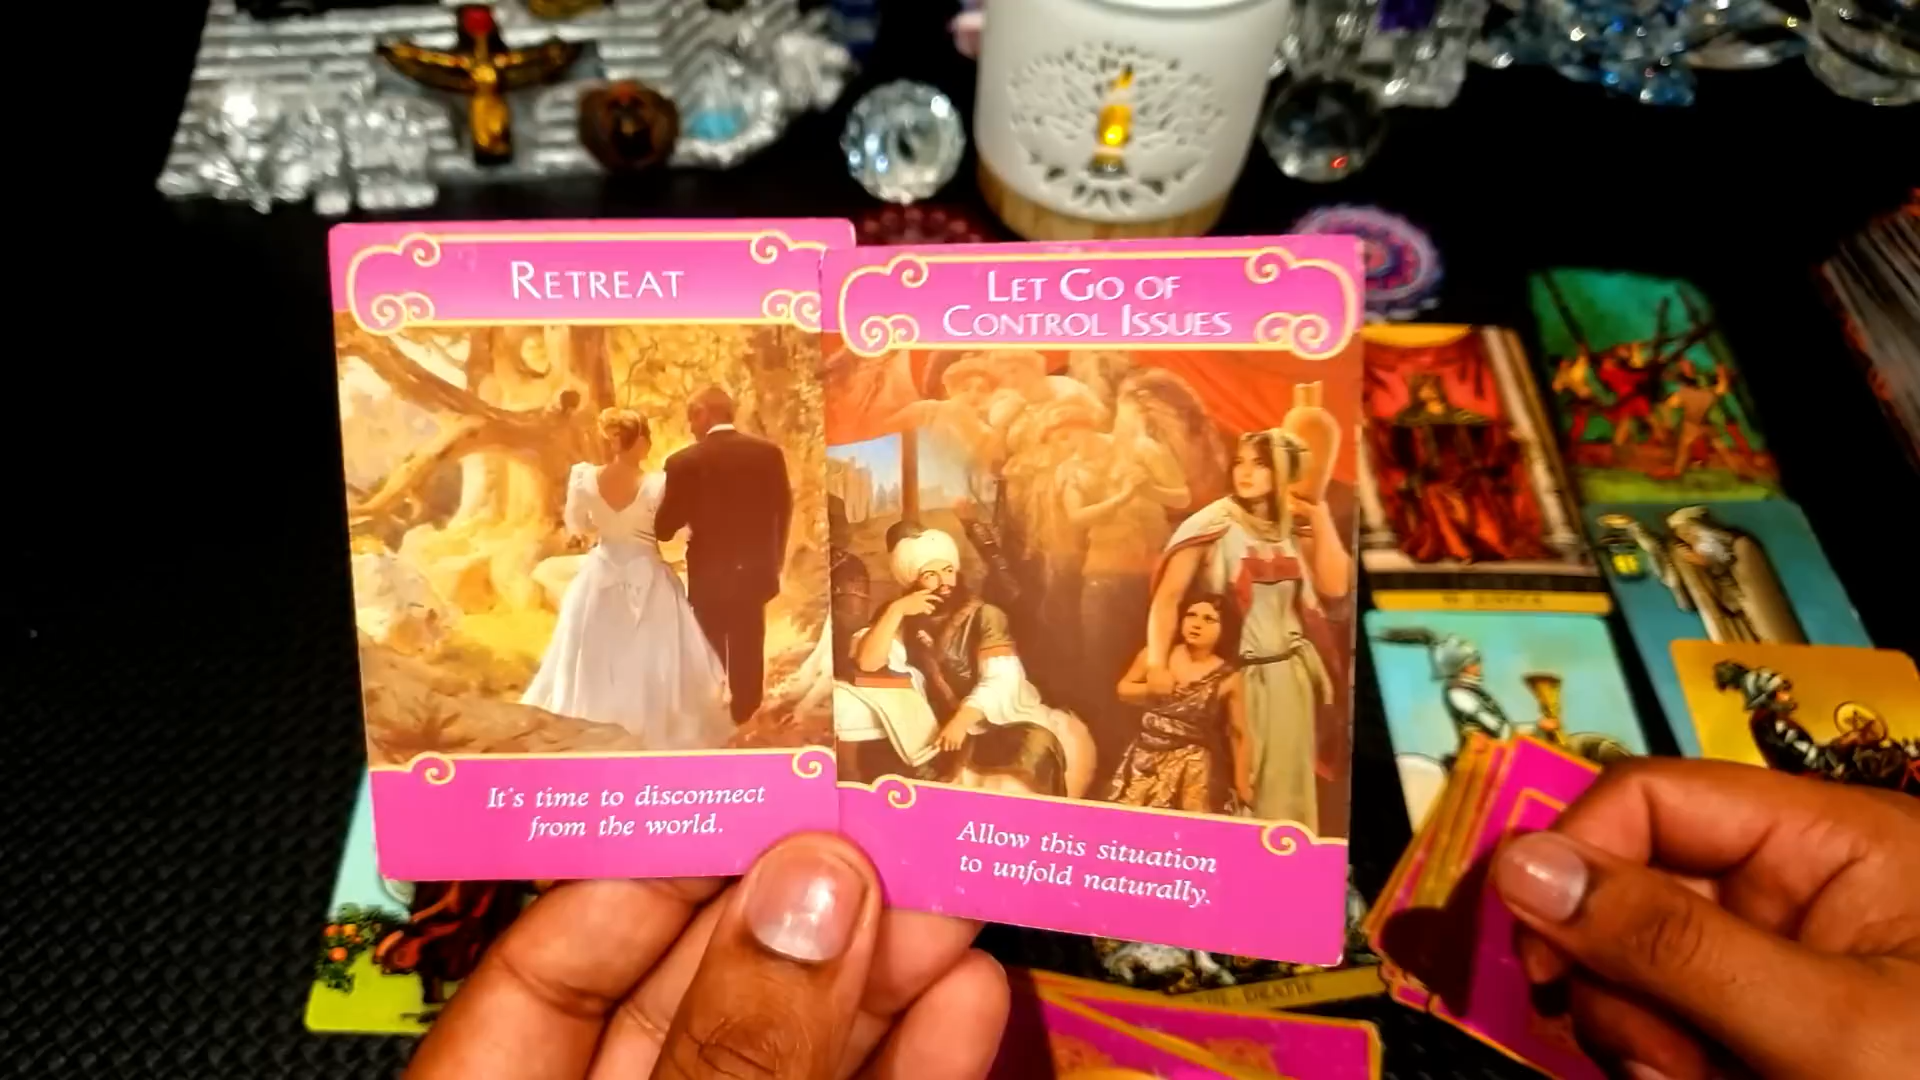 RETREAT
It's time to disconnect
from the world.
LET GO OF
CONTROL ISSUES
Allow this situation
to unfold naturally.
DEATH